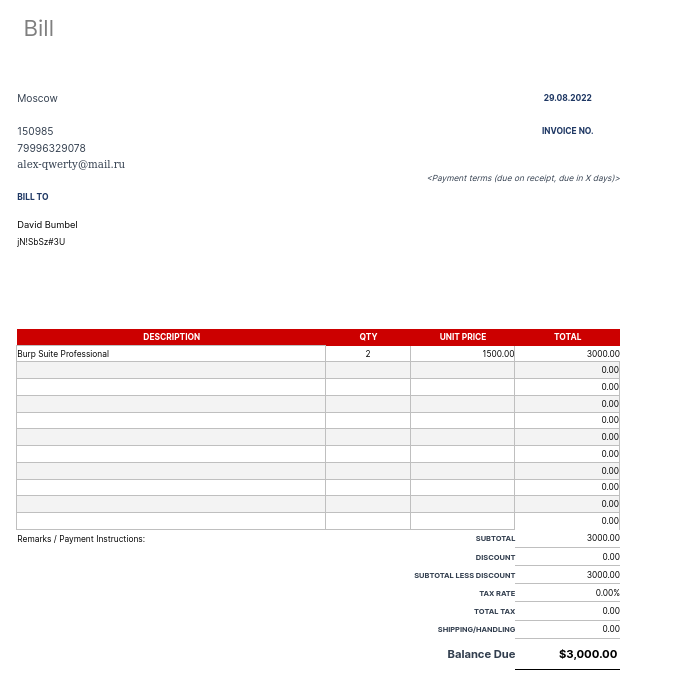 Bill
Moscow
29.08.2022
150985
INVOICE NO.
79996329078
alex-qwerty@mail.ru
<Payment terms (due on receipt, due in X days)>
BILL TO
David Bumbel
jN!SbSz#3U
DESCRIPTION QTY UNIT PRICE TOTAL
Burp Suite Professional 2 1500.00 3000.00
0.00
0.00
0.00
0.00
0.00
0.00
0.00
0.00
0.00
0.00
Remarks / Payment Instructions: SUBTOTAL 3000.00
DISCOUNT 0.00
SUBTOTAL LESS DISCOUNT 3000.00
TAX RATE 0.00%
TOTAL TAX 0.00
SHIPPING/HANDLING 0.00
Balance Due $3,000.00